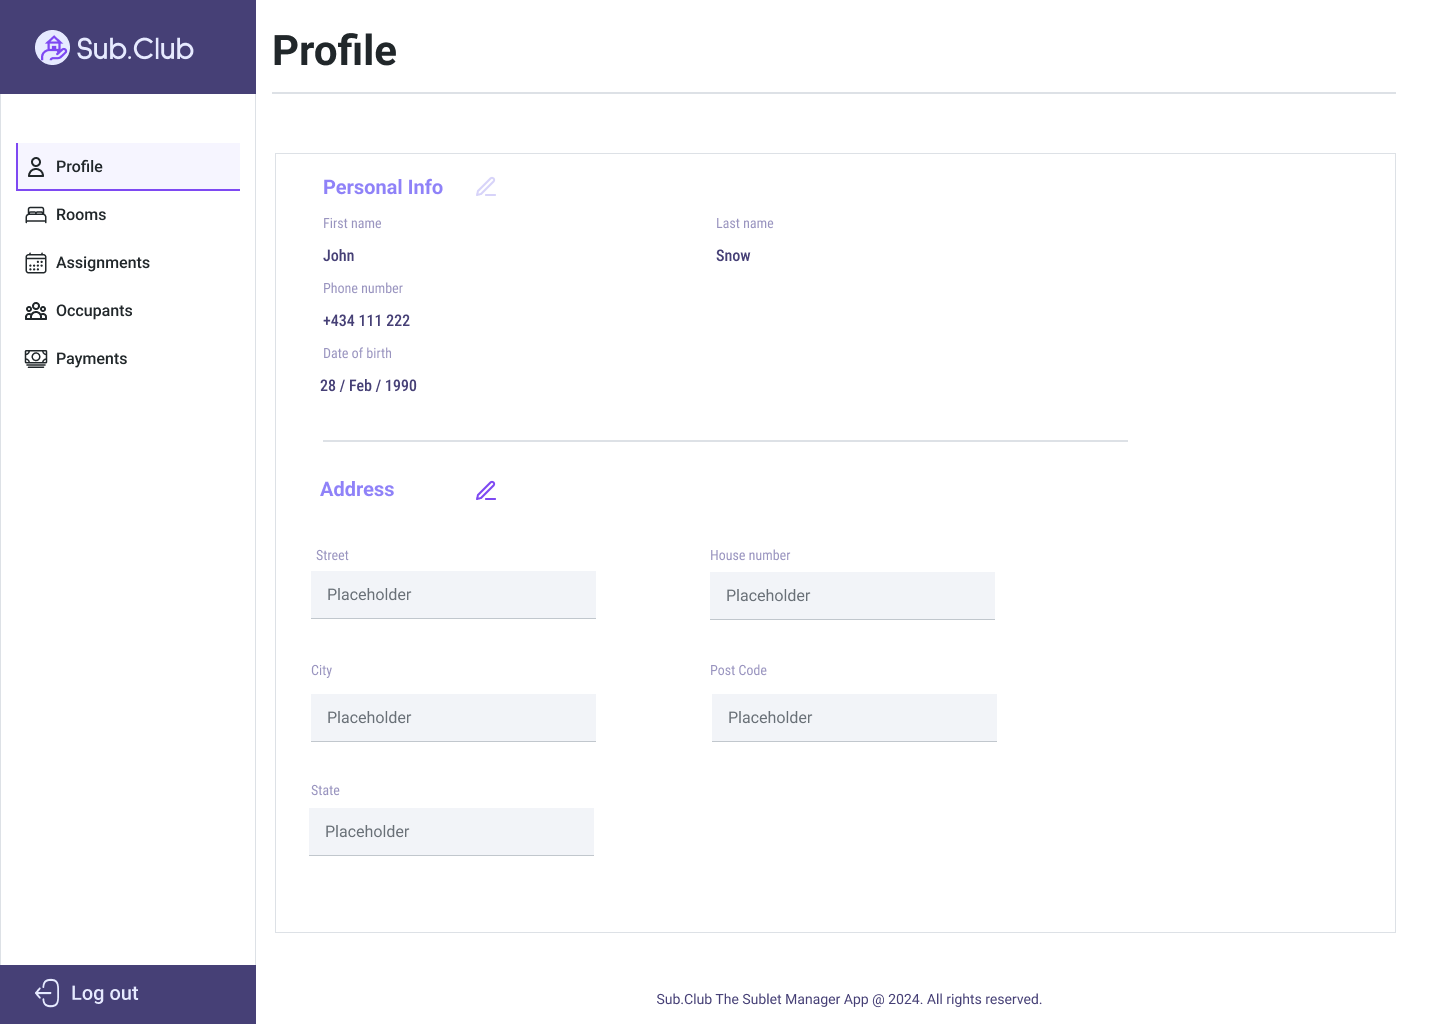 Sub.Club
Profile
Profile
Rooms
Assignments
Occupants
Payments
Personal Info
First name
Last name
John
Snow
Phone number
+434 111 222
Date of birth
28 / Feb / 1990
Address
Street
House number
Placeholder
Placeholder
City
Post Code
Placeholder
Placeholder
State
Placeholder
Log out
Sub.Club The Sublet Manager App @ 2024. All rights reserved.